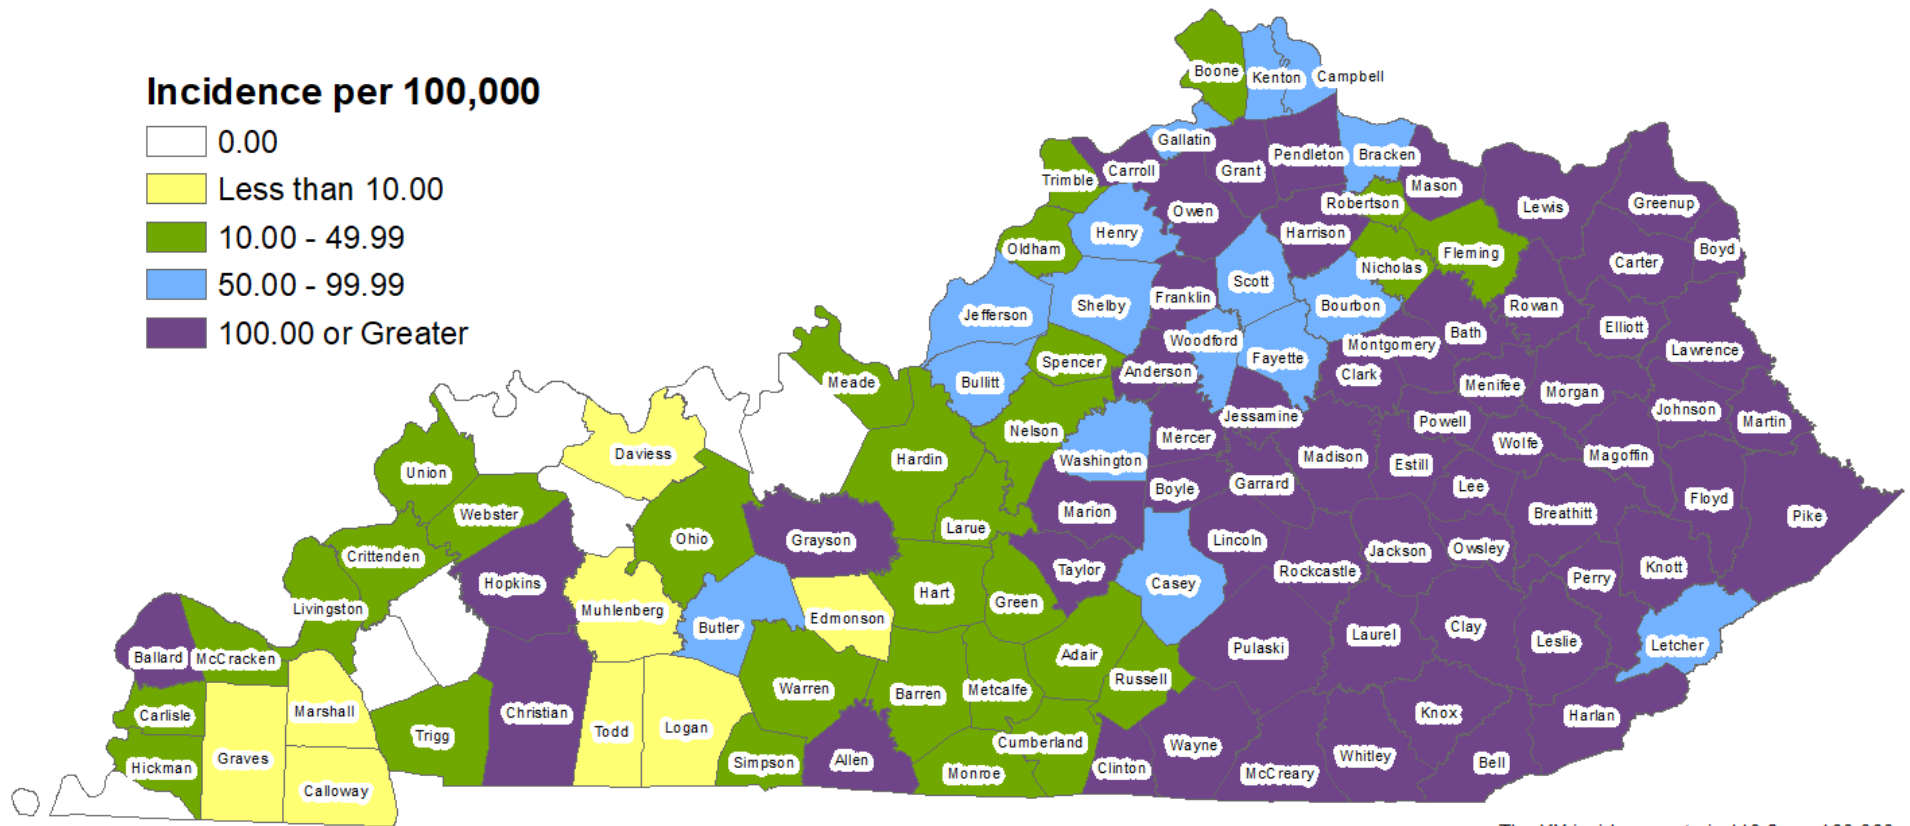 Incidence per 100,000
0.00
Less than 10.00
10.00 - 49.99
50.00 - 99.99
100.00 or Greater
Boone
Kenton
Campbell
Gallatin
Carroll
Grant
Pendleton
Bracken
Mason
Trimble
Owen
Robertson
Lewis
Greenup
Henry
Harrison
Oldham
Fleming
Boyd
Carter
Nicholas
Scott
Shelby
Franklin
Bourbon
Rowan
Jefferson
Elliott
Bath
Woodford
Montgomery
Lawrence
Fayette
Spencer
Anderson
Clark
Bullitt
Meade
Menifee
Morgan
Johnson
Martin
Jessamine
Powell
Nelson
Mercer
Wolfe
Magoffin
Daviess
Hardin
Washington
Madison
Estill
Union
Boyle
Garrard
Lee
Floyd
Pike
Webster
Marion
Breathitt
Larue
Ohio
Grayson
Lincoln
Jackson
Owsley
Crittenden
Hopkins
Taylor
Rockcastle
Perry
Knott
Casey
Hart
Green
Livingston
Muhlenberg
Edmonson
Butler
Laurel
Clay
Leslie
Letcher
Pulaski
Ballard
McCracken
Adair
Russell
Warren
Barren
Metcalfe
Carlisle
Marshall
Christian
Knox
Harlan
Trigg
Todd
Logan
Cumberland
Wayne
Graves
Hickman
Simpson
Allen
Monroe
Clinton
McCreary
Whitley
Bell
Calloway